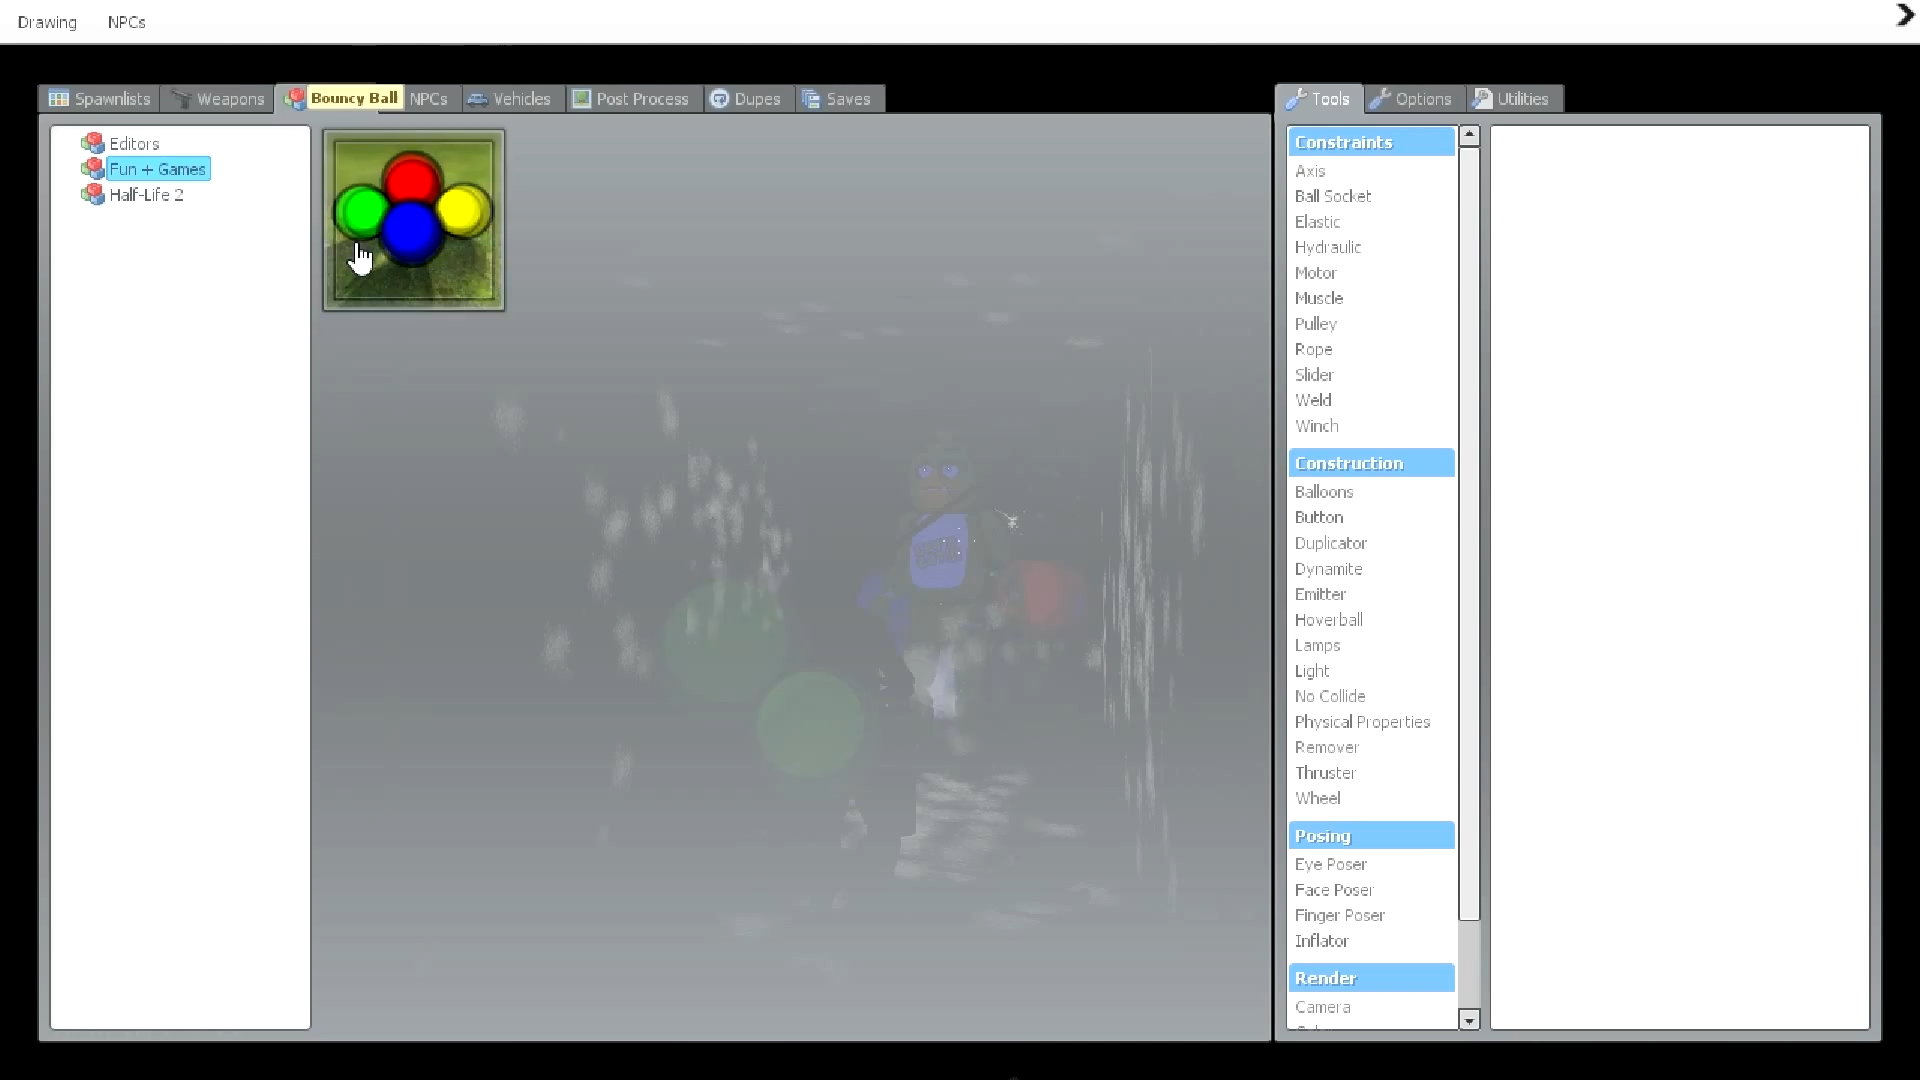 Drawing NPCs
Spawnlists Weapons Bouncy Ball NPCs Vehicles Post Process Dupes Saves
Tools Options Utilities
Editors
Fun + Games
Half-Life 2
Constraints
Axis
Ball Socket
Elastic
Hydraulic
Motor
Muscle
Pulley
Rope
Slider
Weld
Winch
Construction
Balloons
Button
Duplicator
Dynamite
Emitter
Hoverball
Lamps
Light
No Collide
Physical Properties
Remover
Thruster
Wheel
Posing
Eye Poser
Face Poser
Finger Poser
Inflator
Render
Camera